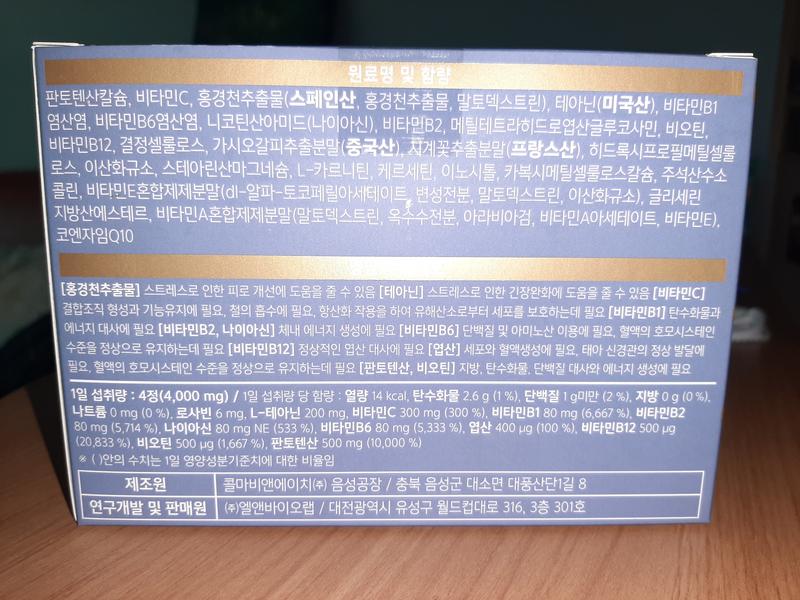 원료명 및 함량
판토텐산칼슘, 비타민C, 홍경천추출물(스페인산, 홍경천추출물, 말토덱스트린), 테아닌(미국산), 비타민B1
염산염, 비타민B6염산염, 니코틴산아미드(나이아신), 비타민B2, 메틸테트라히드로엽산글루코사민, 비오틴,
비타민B12, 결정셀룰로스, 가시오갈피추출분말(중국산), 시계꽃추출분말(프랑스산), 히드록시프로필메틸셀룰
로스, 이산화규소, 스테아린산마그네슘, L-카르니틴, 케르세틴, 이노시톨, 카복시메틸셀룰로스칼슘, 주석산수소
콜린, 비타민E혼합제제분말(dl-알파-토코페릴아세테이트, 변성전분, 말토덱스트린, 이산화규소), 글리세린
지방산에스테르, 비타민A혼합제제분말(말토덱스트린, 옥수수전분, 아라비아검, 비타민A아세테이트, 비타민E),
코엔자임Q10
[홍경천추출물] 스트레스로 인한 피로 개선에 도움을 줄 수 있음 [테아닌] 스트레스로 인한 긴장완화에 도움을 줄 수 있음 [비타민C]
결합조직 형성과 기능유지에 필요, 철의 흡수에 필요, 항산화 작용을 하여 유해산소로부터 세포를 보호하는데 필요 [비타민B1] 탄수화물과
에너지 대사에 필요 [비타민B2, 나이아신] 체내 에너지 생성에 필요 [비타민B6] 단백질 및 아미노산 이용에 필요, 혈액의 호모시스테인
수준을 정상으로 유지하는데 필요 [비타민B12] 정상적인 엽산 대사에 필요 [엽산] 세포와 혈액생성에 필요, 태아 신경관의 정상 발달에
필요, 혈액의 호모시스테인 수준을 정상으로 유지하는데 필요 [판토텐산, 비오틴] 지방, 탄수화물, 단백질 대사와 에너지 생성에 필요
1일 섭취량 : 4정(4,000 mg) / 1일 섭취량 당 함량 : 열량 14 kcal, 탄수화물 2.6 g (1 %), 단백질 1 g미만 (2 %), 지방 0 g (0 %),
나트륨 0 mg (0 %), 로사빈 6 mg, L-테아닌 200 mg, 비타민C 300 mg (300 %), 비타민B1 80 mg (6,667 %), 비타민B2
80 mg (5,714 %), 나이아신 80 mg NE (533 %), 비타민B6 80 mg (5,333 %), 엽산 400 μg (100 %), 비타민B12 500 μg
(20,833 %), 비오틴 500 μg (1,667 %), 판토텐산 500 mg (10,000 %)
※ ( )안의 수치는 1일 영양성분기준치에 대한 비율임
제조원 콜마비앤에이치㈜ 음성공장 / 충북 음성군 대소면 대풍산단1길 8
연구개발 및 판매원 ㈜엘앤바이오랩 / 대전광역시 유성구 월드컵대로 316, 3층 301호